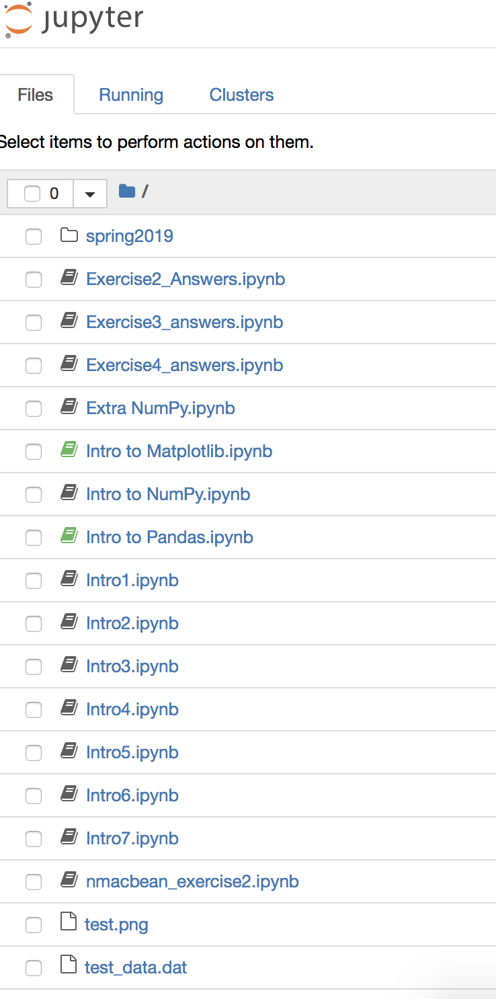 jupyter
Files Running Clusters
Select items to perform actions on them.
0 /
spring2019
Exercise2_Answers.ipynb
Exercise3_answers.ipynb
Exercise4_answers.ipynb
Extra NumPy.ipynb
Intro to Matplotlib.ipynb
Intro to NumPy.ipynb
Intro to Pandas.ipynb
Intro1.ipynb
Intro2.ipynb
Intro3.ipynb
Intro4.ipynb
Intro5.ipynb
Intro6.ipynb
Intro7.ipynb
nmacbean_exercise2.ipynb
test.png
test_data.dat